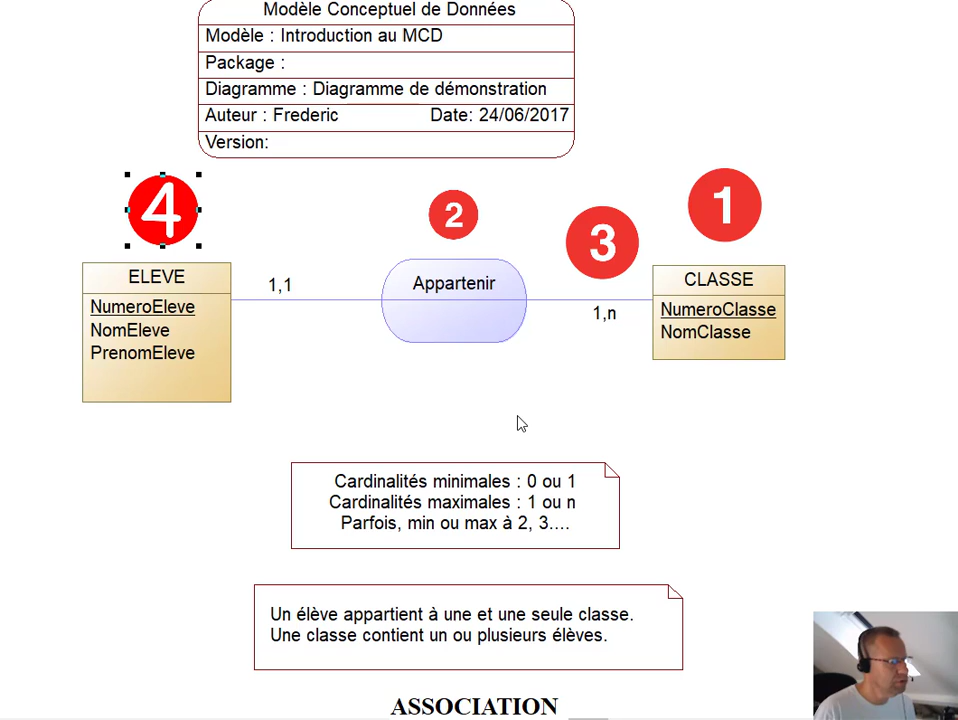 Modèle Conceptuel de Données
Modèle : Introduction au MCD
Package :
Diagramme : Diagramme de démonstration
Auteur : Frederic Date: 24/06/2017
Version:
4
2
3
1
ELEVE
NumeroEleve
NomEleve
PrenomEleve
1,1
Appartenir
1,n
CLASSE
NumeroClasse
NomClasse
Cardinalités minimales : 0 ou 1
Cardinalités maximales : 1 ou n
Parfois, min ou max à 2, 3....
Un élève appartient à une et une seule classe.
Une classe contient un ou plusieurs élèves.
ASSOCIATION